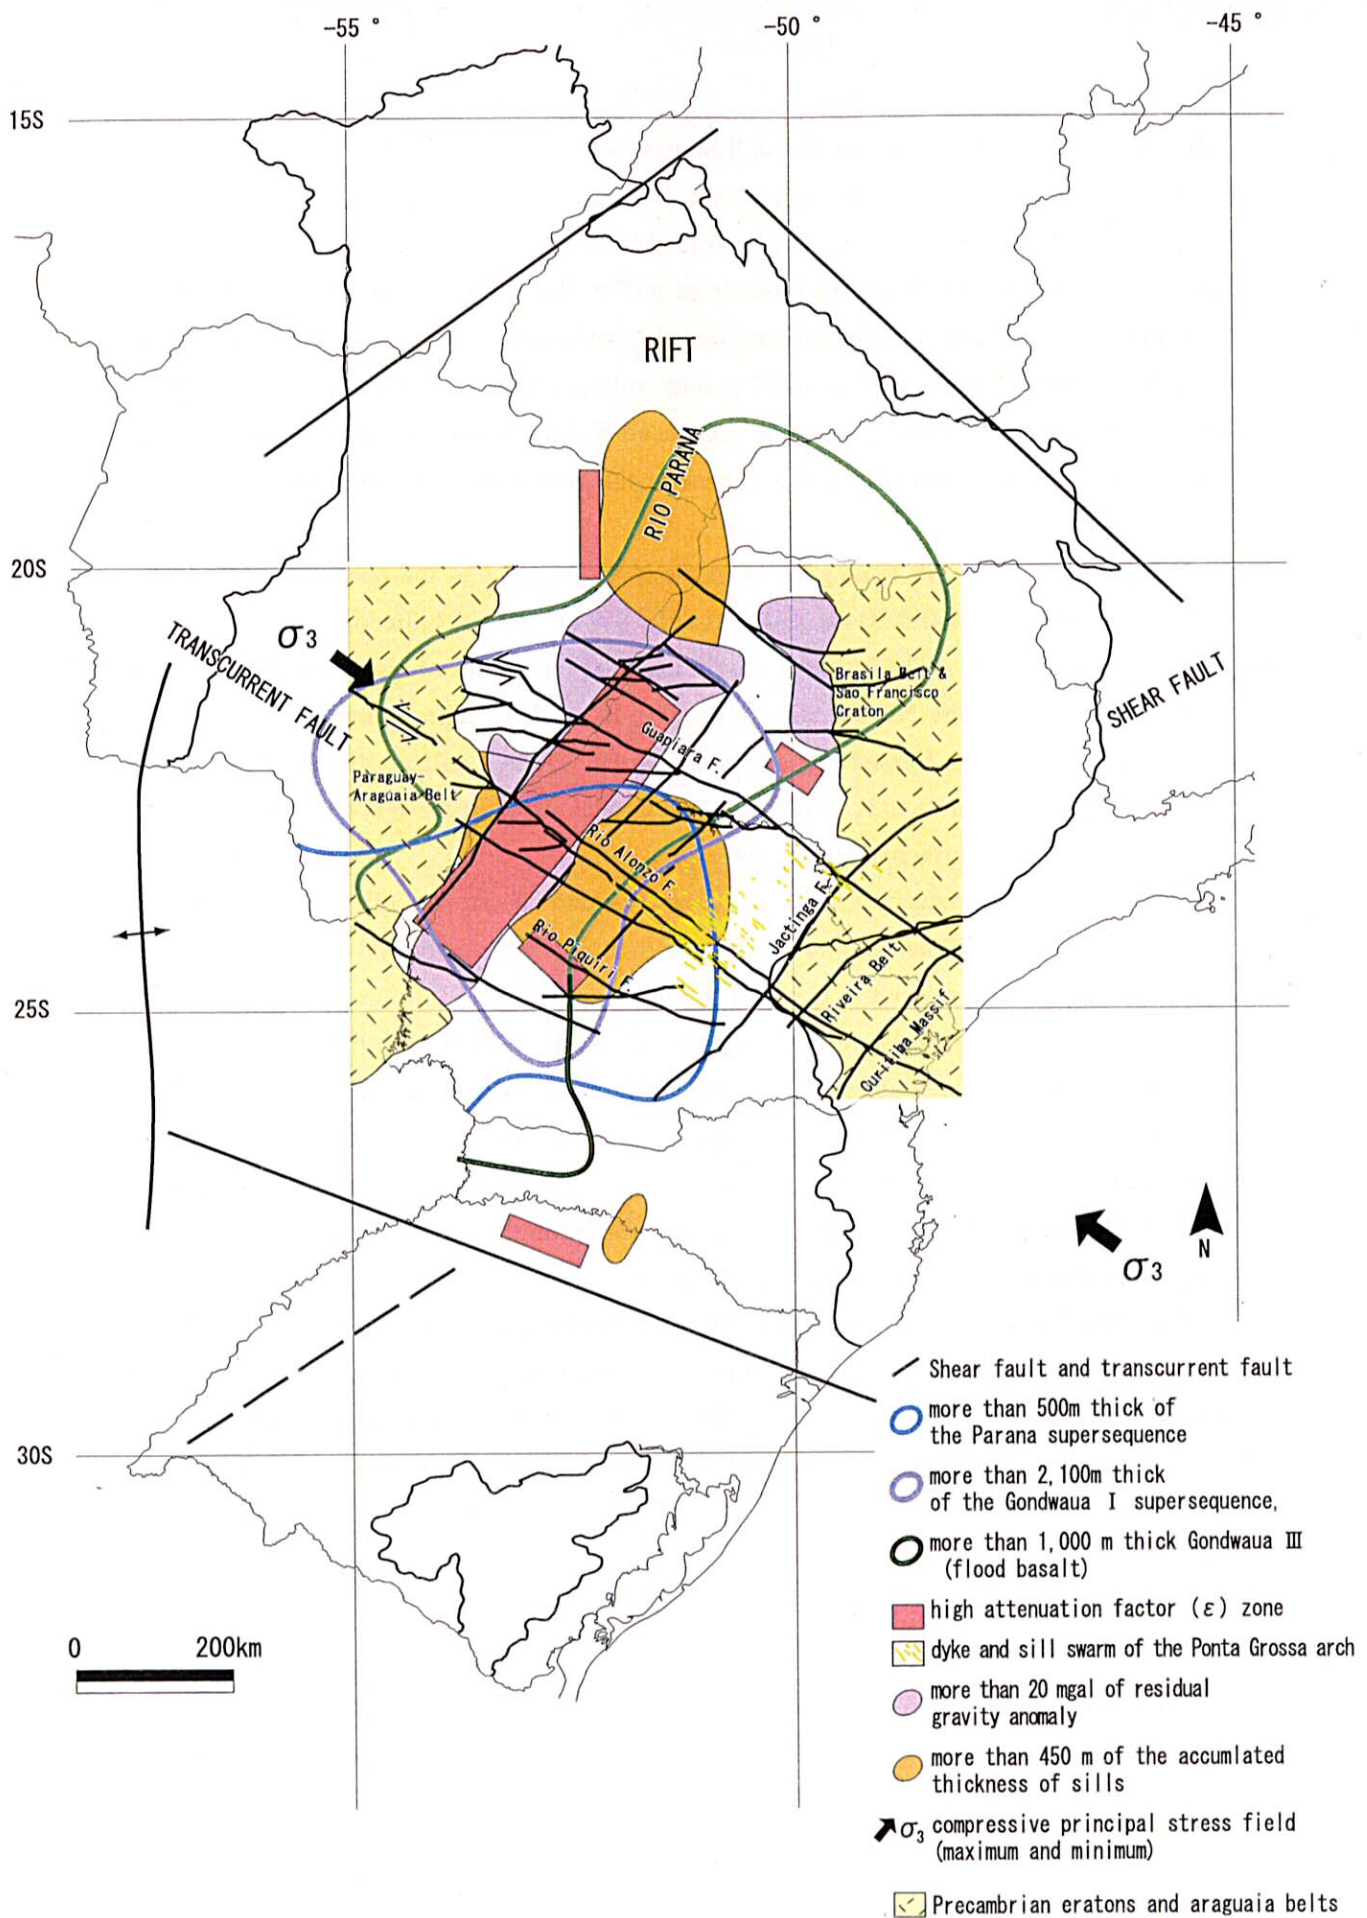 -55 °
-50 °
-45 °
15S
RIFT
RIO PARANA
20S
σ3
TRANSCURRENT FAULT
Brasila Belt &
Sao Francisco
Craton
SHEAR FAULT
Guapiara F.
Paraguay-
Araguaia Belt
Rio Alonzo F.
Jactinga F.
Rio Piquiri F.
Riveira Belt
25S
Curitiba Massif
N
σ3
Shear fault and transcurrent fault
more than 500m thick of
the Parana supersequence
30S
more than 2,100m thick
of the Gondwaua I supersequence,
more than 1,000 m thick Gondwaua III
(flood basalt)
high attenuation factor (ε) zone
0 200km
dyke and sill swarm of the Ponta Grossa arch
more than 20 mgal of residual
gravity anomaly
more than 450 m of the accumlated
thickness of sills
σ3 compressive principal stress field
(maximum and minimum)
Precambrian eratons and araguaia belts